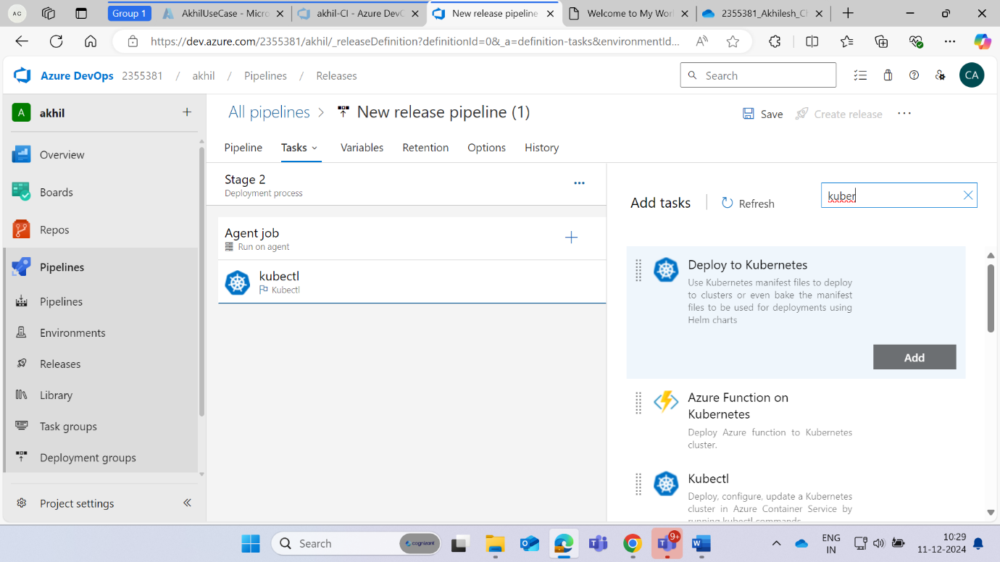 AC
Group 1
AkhilUseCase - Micro
akhil-CI - Azure DevO
New release pipeline
Welcome to My Wor
2355381_Akhilesh_Ch
https://dev.azure.com/2355381/akhil/_releaseDefinition?definitionId=0&_a=definition-tasks&environmentId...
Azure DevOps 2355381 / akhil / Pipelines / Releases
Search
CA
A akhil
All pipelines > New release pipeline (1)
Save
Create release
Pipeline
Tasks
Variables
Retention
Options
History
Overview
Boards
Repos
Pipelines
Pipelines
Environments
Releases
Library
Task groups
Deployment groups
Project settings
Stage 2
Deployment process
Agent job
Run on agent
kubectl
Kubectl
Add tasks
Refresh
kuber
Deploy to Kubernetes
Use Kubernetes manifest files to deploy
to clusters or even bake the manifest
files to be used for deployments using
Helm charts
Add
Azure Function on
Kubernetes
Deploy Azure function to Kubernetes
cluster.
Kubectl
Deploy, configure, update a Kubernetes
cluster in Azure Container Service by
running kubectl commands
Search
cognizant
9+
ENG
IN
10:29
11-12-2024